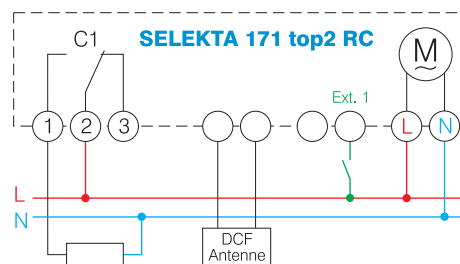 C1
SELEKTA 171 top2 RC
M
Ext. 1
1 2 3 L N
L
N
DCF
Antenne